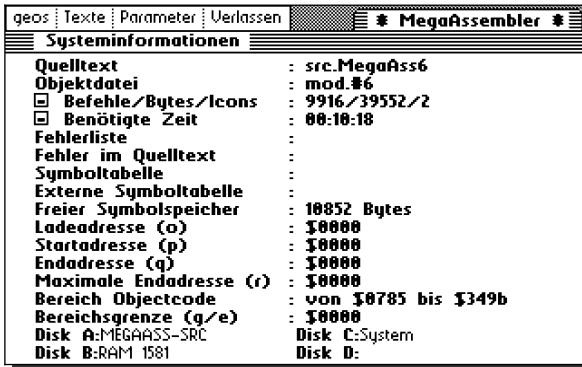 geos Texte Parameter Verlassen * MegaAssembler *
Systeminformationen
Quelltext : src.MegaAss6
Objektdatei : mod.#6
Befehle/Bytes/Icons : 9916/39552/2
Benötigte Zeit : 00:10:18
Fehlerliste :
Fehler im Quelltext :
Symboltabelle :
Externe Symboltabelle :
Freier Symbolspeicher : 10852 Bytes
Ladeadresse (o) : $0000
Startadresse (p) : $0000
Endadresse (q) : $0000
Maximale Endadresse (r) : $0000
Bereich Objectcode : von $0785 bis $349b
Bereichsgrenze (g/e) : $0000
Disk A:MEGAASS-SRC Disk C:System
Disk B:RAM 1581 Disk D: